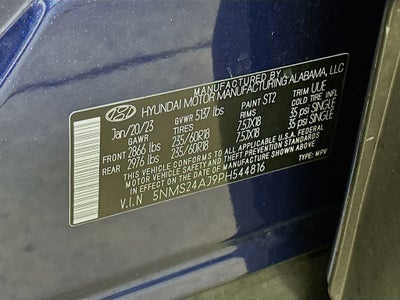 MANUFACTURED BY
HYUNDAI MOTOR MANUFACTURING ALABAMA, LLC
Jan/20/23 GVWR 5137 lbs PAINT ST2 TRIM UUE
GAWR TIRES RIMS COLD TIRE INFL.
FRONT 2866 lbs 235/60R18 7.5JX18 35 psi SINGLE
REAR 2976 lbs 235/60R18 7.5JX18 35 psi SINGLE
THIS VEHICLE CONFORMS TO ALL APPLICABLE U.S.A. FEDERAL
MOTOR VEHICLE SAFETY STANDARDS IN EFFECT ON THE
DATE OF MANUFACTURE SHOWN ABOVE.
V.I.N 5NMS24AJ9PH544816 TYPE: MPV